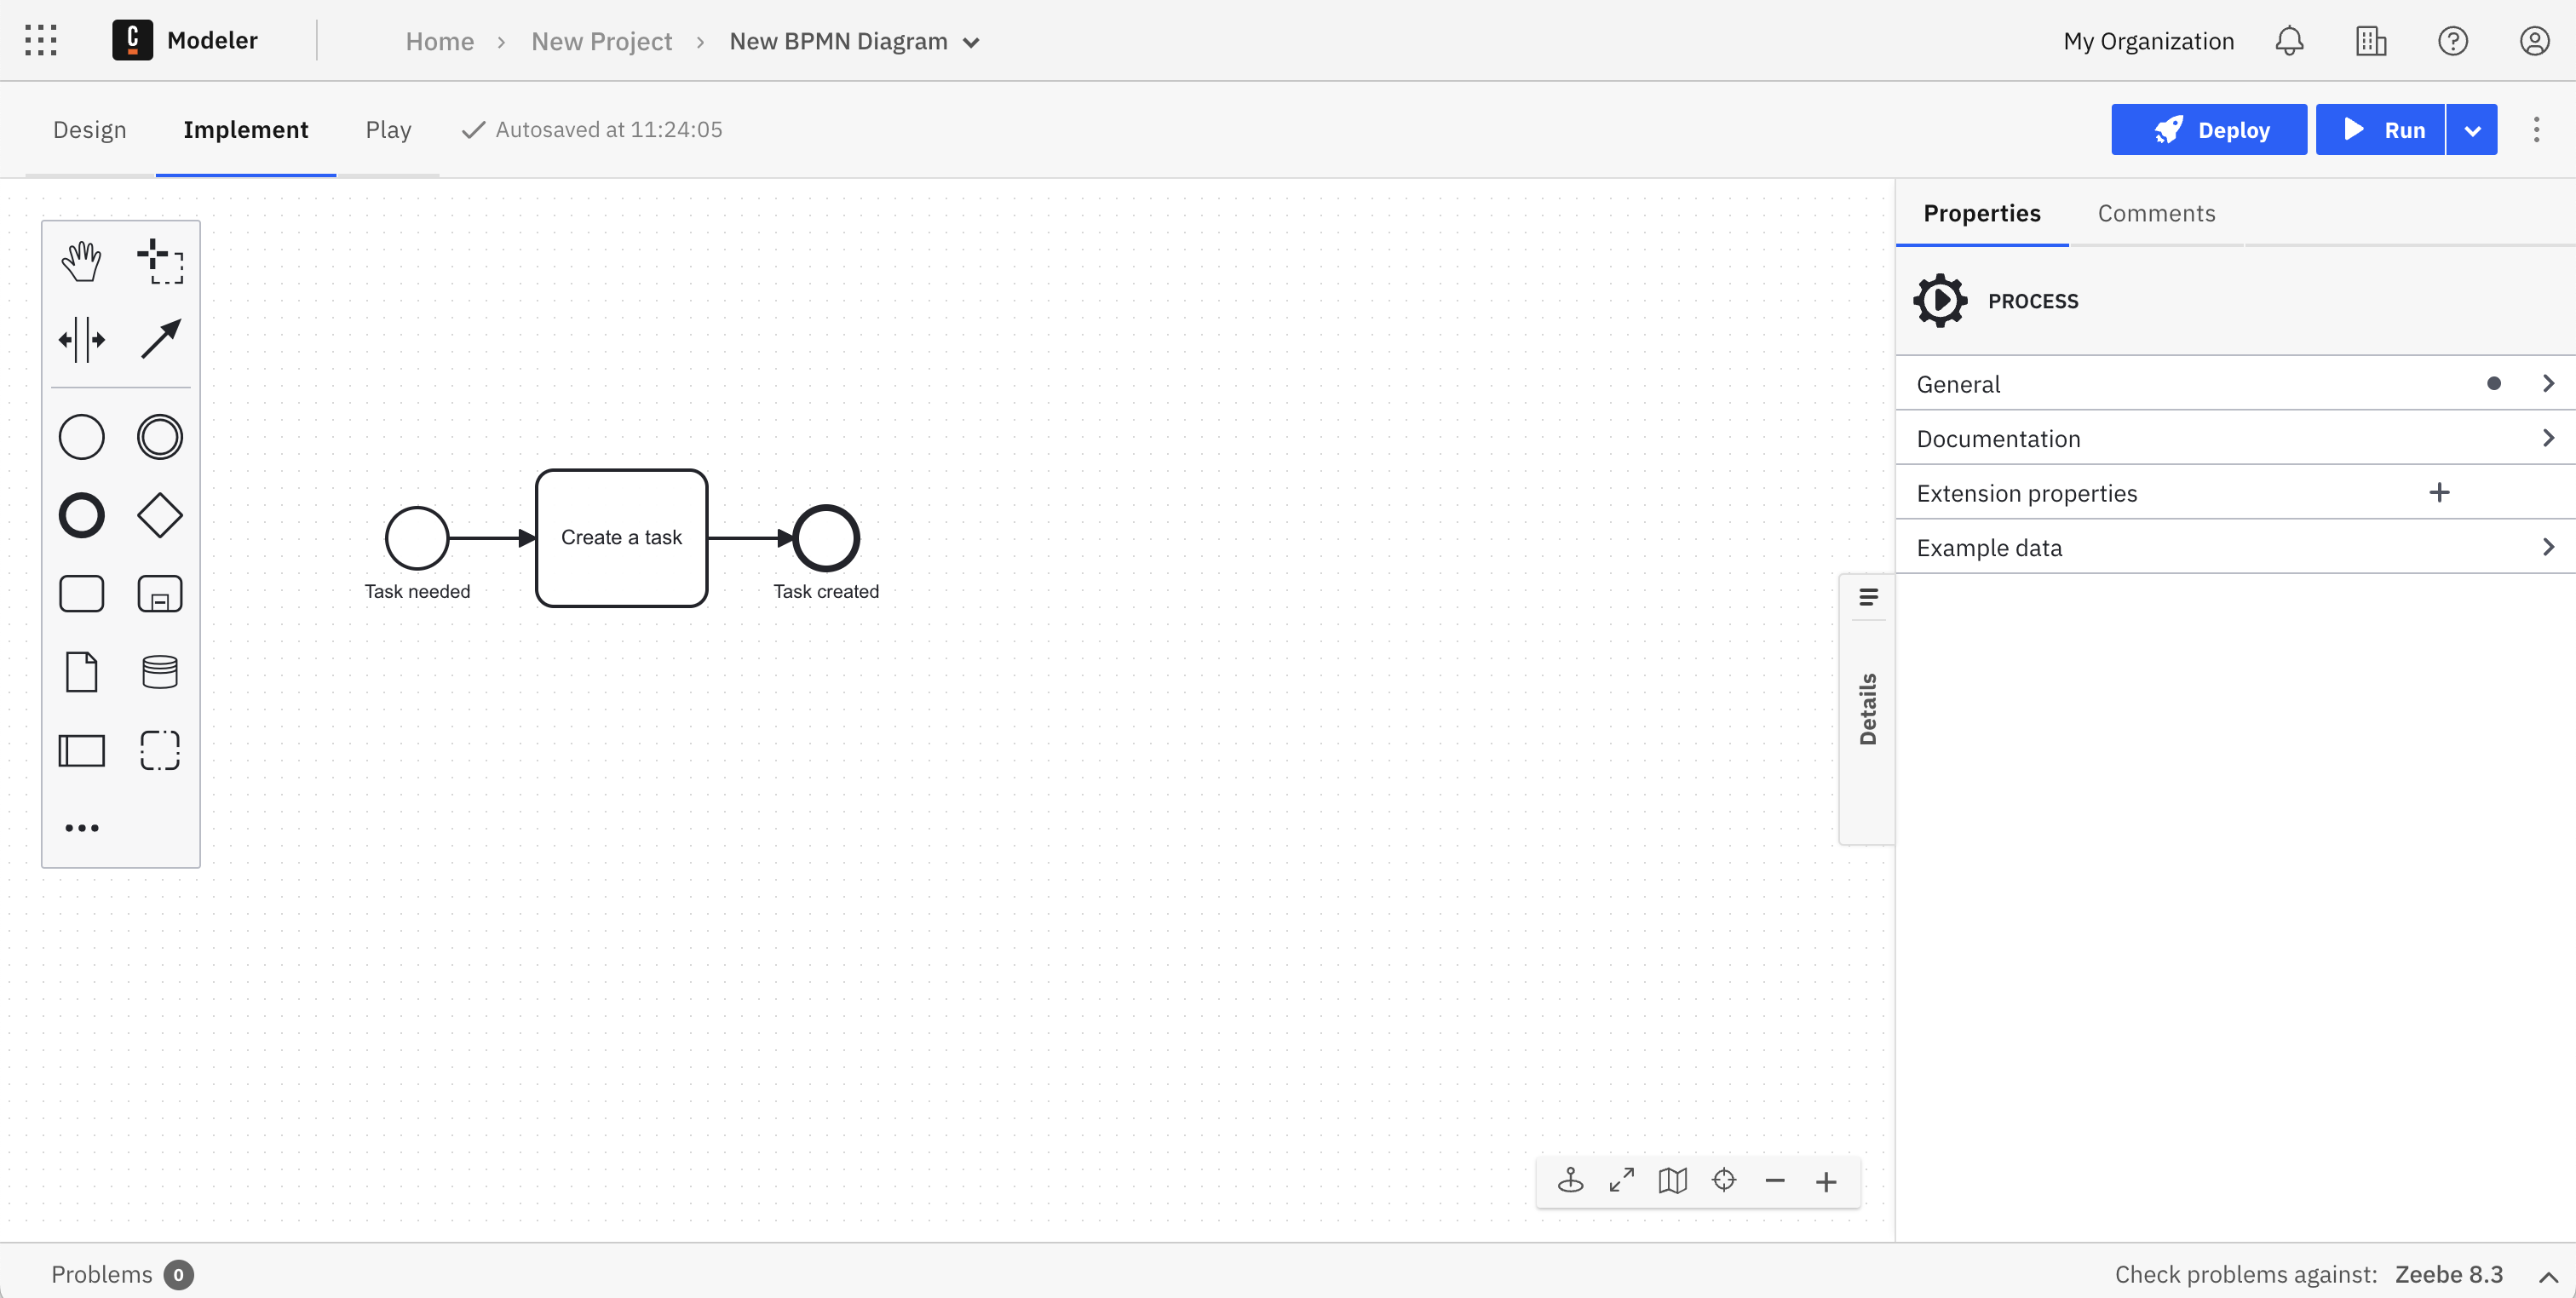 Modeler
Home > New Project > New BPMN Diagram
My Organization
Design
Implement
Play
Autosaved at 11:24:05
Deploy
Run
Properties
Comments
PROCESS
General
Documentation
Extension properties
Example data
Create a task
Task needed
Task created
Details
Problems 0
Check problems against: Zeebe 8.3